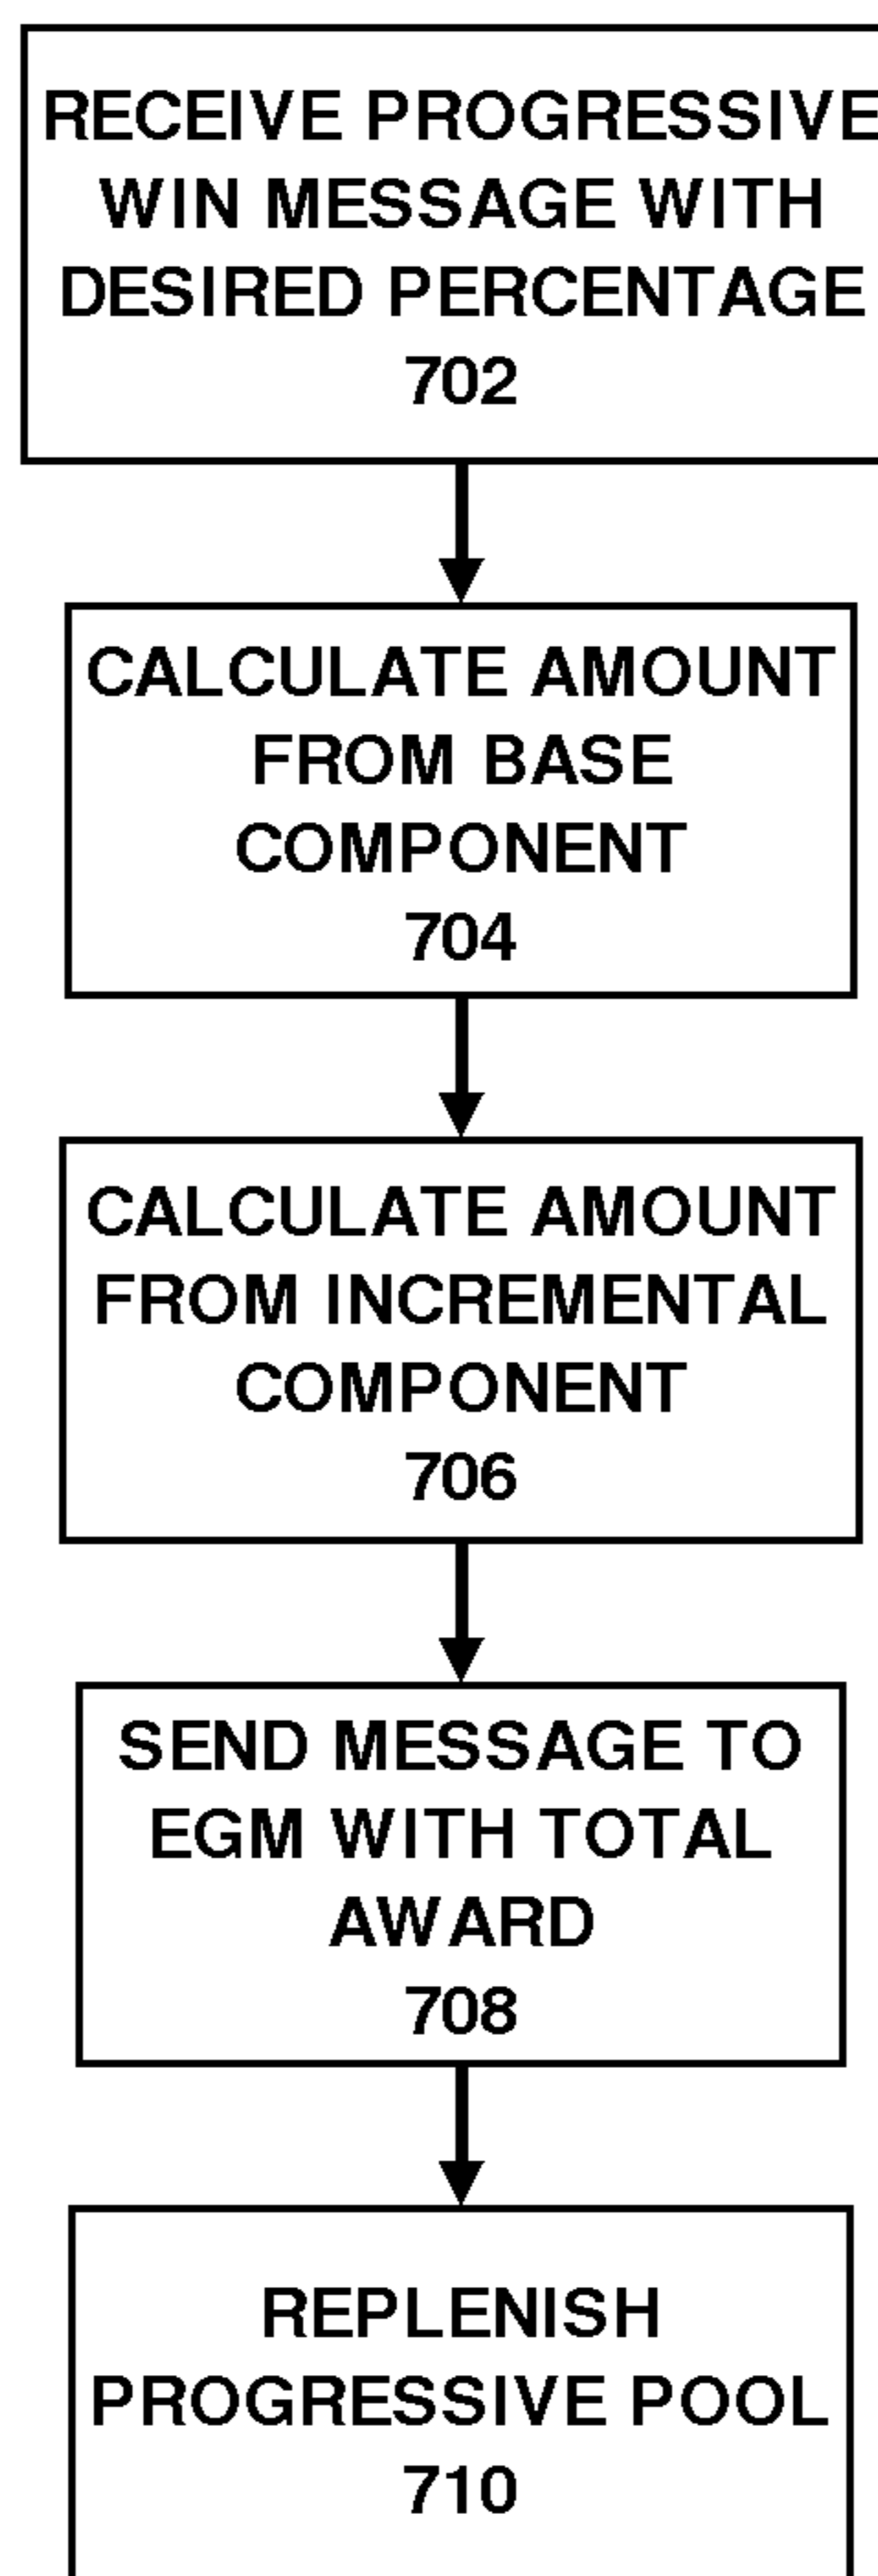 RECEIVE PROGRESSIVE
WIN MESSAGE WITH
DESIRED PERCENTAGE
702
CALCULATE AMOUNT
FROM BASE
COMPONENT
704
CALCULATE AMOUNT
FROM INCREMENTAL
COMPONENT
706
SEND MESSAGE TO
EGM WITH TOTAL
AWARD
708
REPLENISH
PROGRESSIVE POOL
710